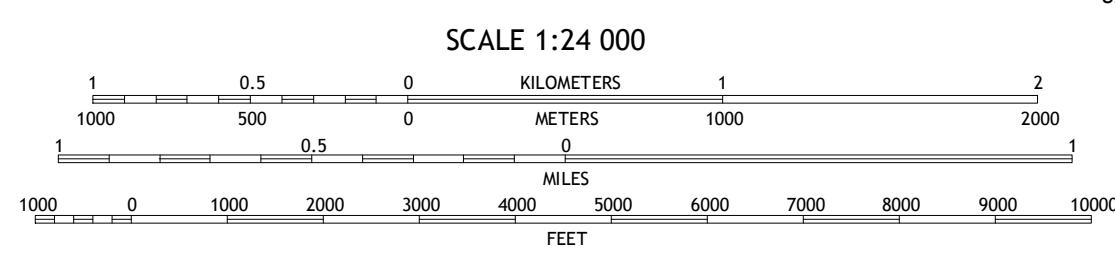 SCALE 1:24 000
1 0.5 0 KILOMETERS 1 2
1000 500 0 METERS 1000 2000
1 0.5 0 1
MILES
1000 0 1000 2000 3000 4000 5000 6000 7000 8000 9000 10000
FEET